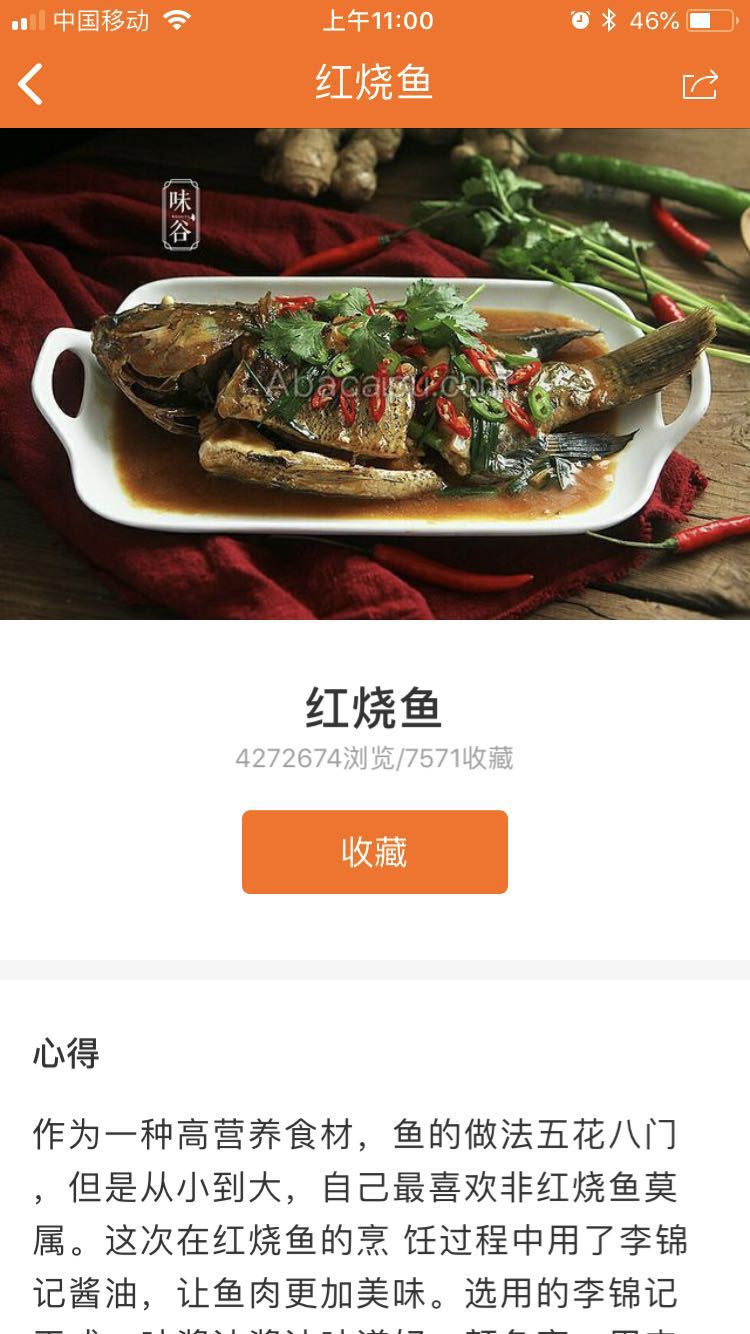 中国移动
上午11:00
46%
红烧鱼
味谷
Abacaipu.com
红烧鱼
4272674浏览/7571收藏
收藏
心得
作为一种高营养食材，鱼的做法五花八门
，但是从小到大，自己最喜欢非红烧鱼莫
属。这次在红烧鱼的烹 饪过程中用了李锦
记酱油，让鱼肉更加美味。选用的李锦记